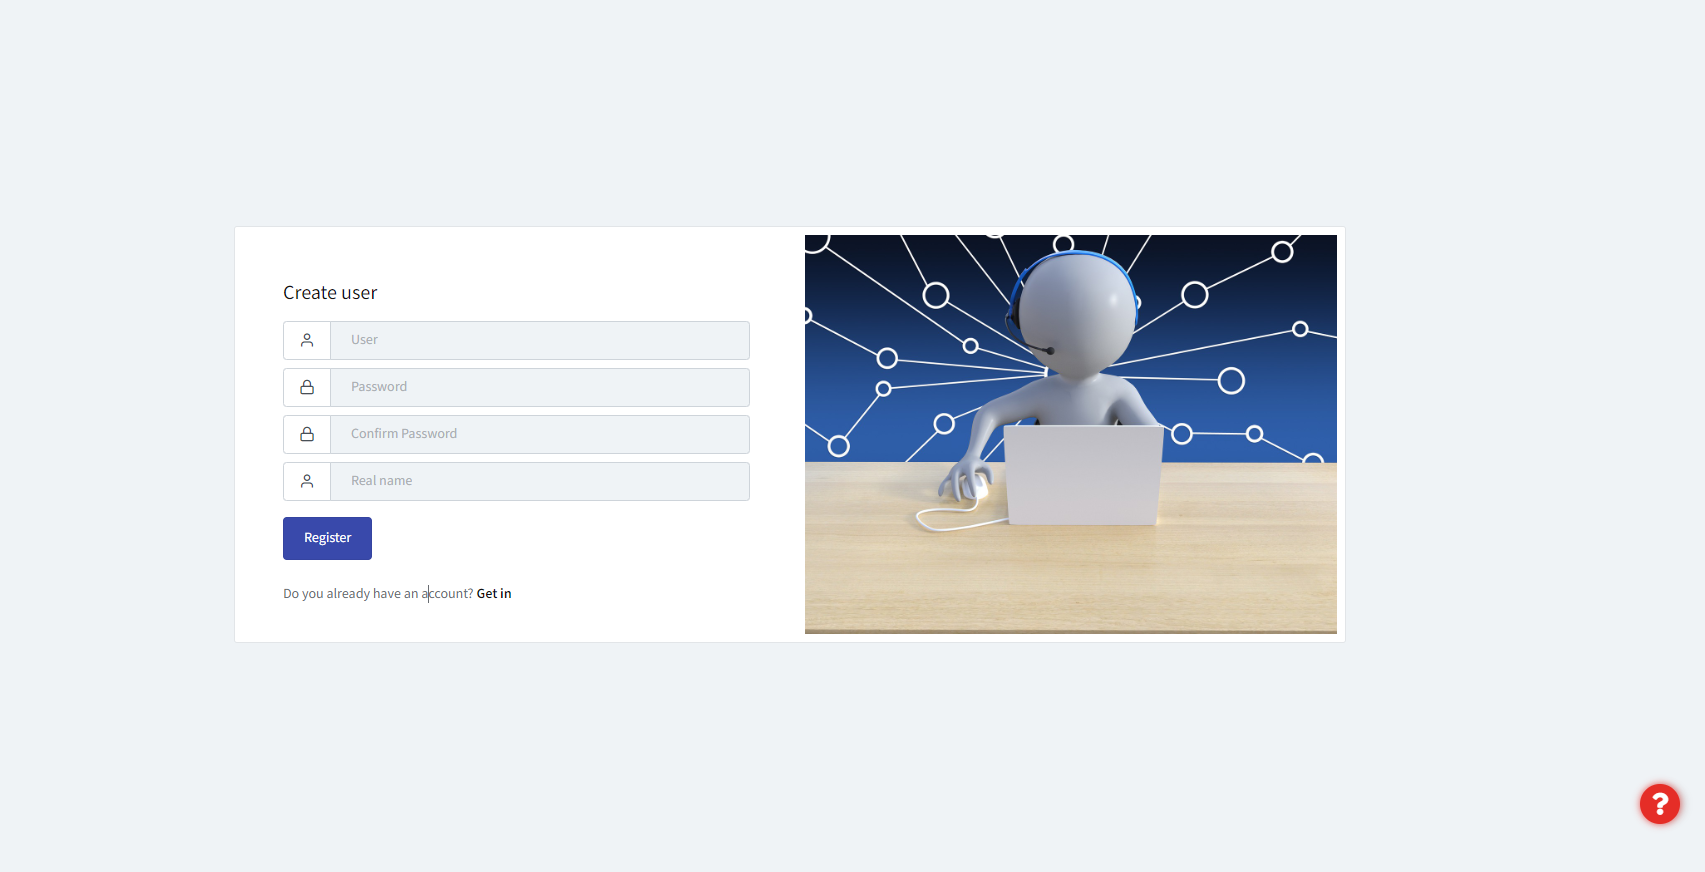 Create user
User
Password
Confirm Password
Real name
Register
Do you already have an account? Get in
?